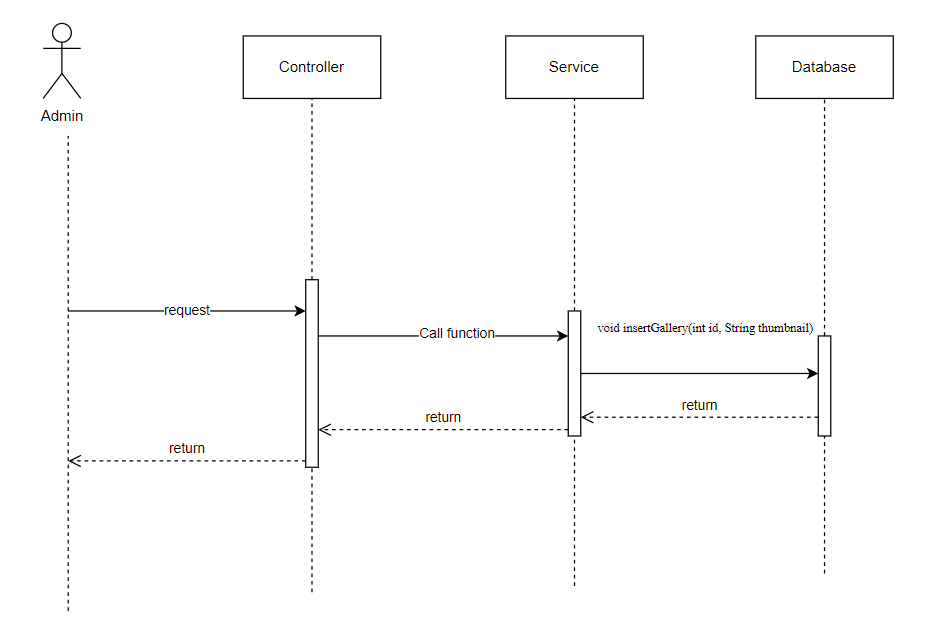 Admin
Controller
Service
Database
request
Call function
void insertGallery(int id, String thumbnail)
return
return
return